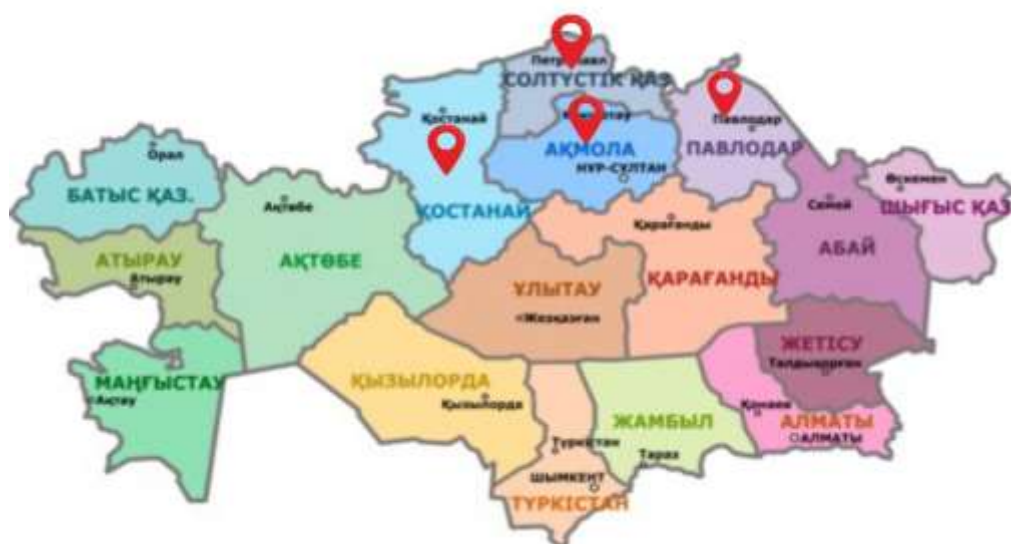 СОЛТҮСТІК ҚАЗ
Қостанай
Павлодар
АҚМОЛА
ПАВЛОДАР
НҰР-СҰЛТАН
Орал
БАТЫС ҚАЗ.
Ақтөбе
ҚОСТАНАЙ
Семей
Өскемен
ШЫҒЫС ҚАЗ
Қарағанды
АБАЙ
АТЫРАУ
Атырау
АҚТӨБЕ
ҰЛЫТАУ
ҚАРАҒАНДЫ
Жезқазған
ЖЕТІСУ
Талдықорған
МАҢҒЫСТАУ
Ақтау
ҚЫЗЫЛОРДА
Қызылорда
ЖАМБЫЛ
Қонаев
АЛМАТЫ
АЛМАТЫ
Түркістан
Тараз
ШЫМКЕНТ
ТҮРКІСТАН